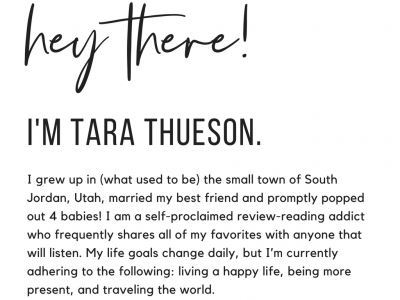 hey there!
I'M TARA THUESON.
I grew up in (what used to be) the small town of South
Jordan, Utah, married my best friend and promptly popped
out 4 babies! I am a self-proclaimed review-reading addict
who frequently shares all of my favorites with anyone that
will listen. My life goals change daily, but I'm currently
adhering to the following: living a happy life, being more
present, and traveling the world.